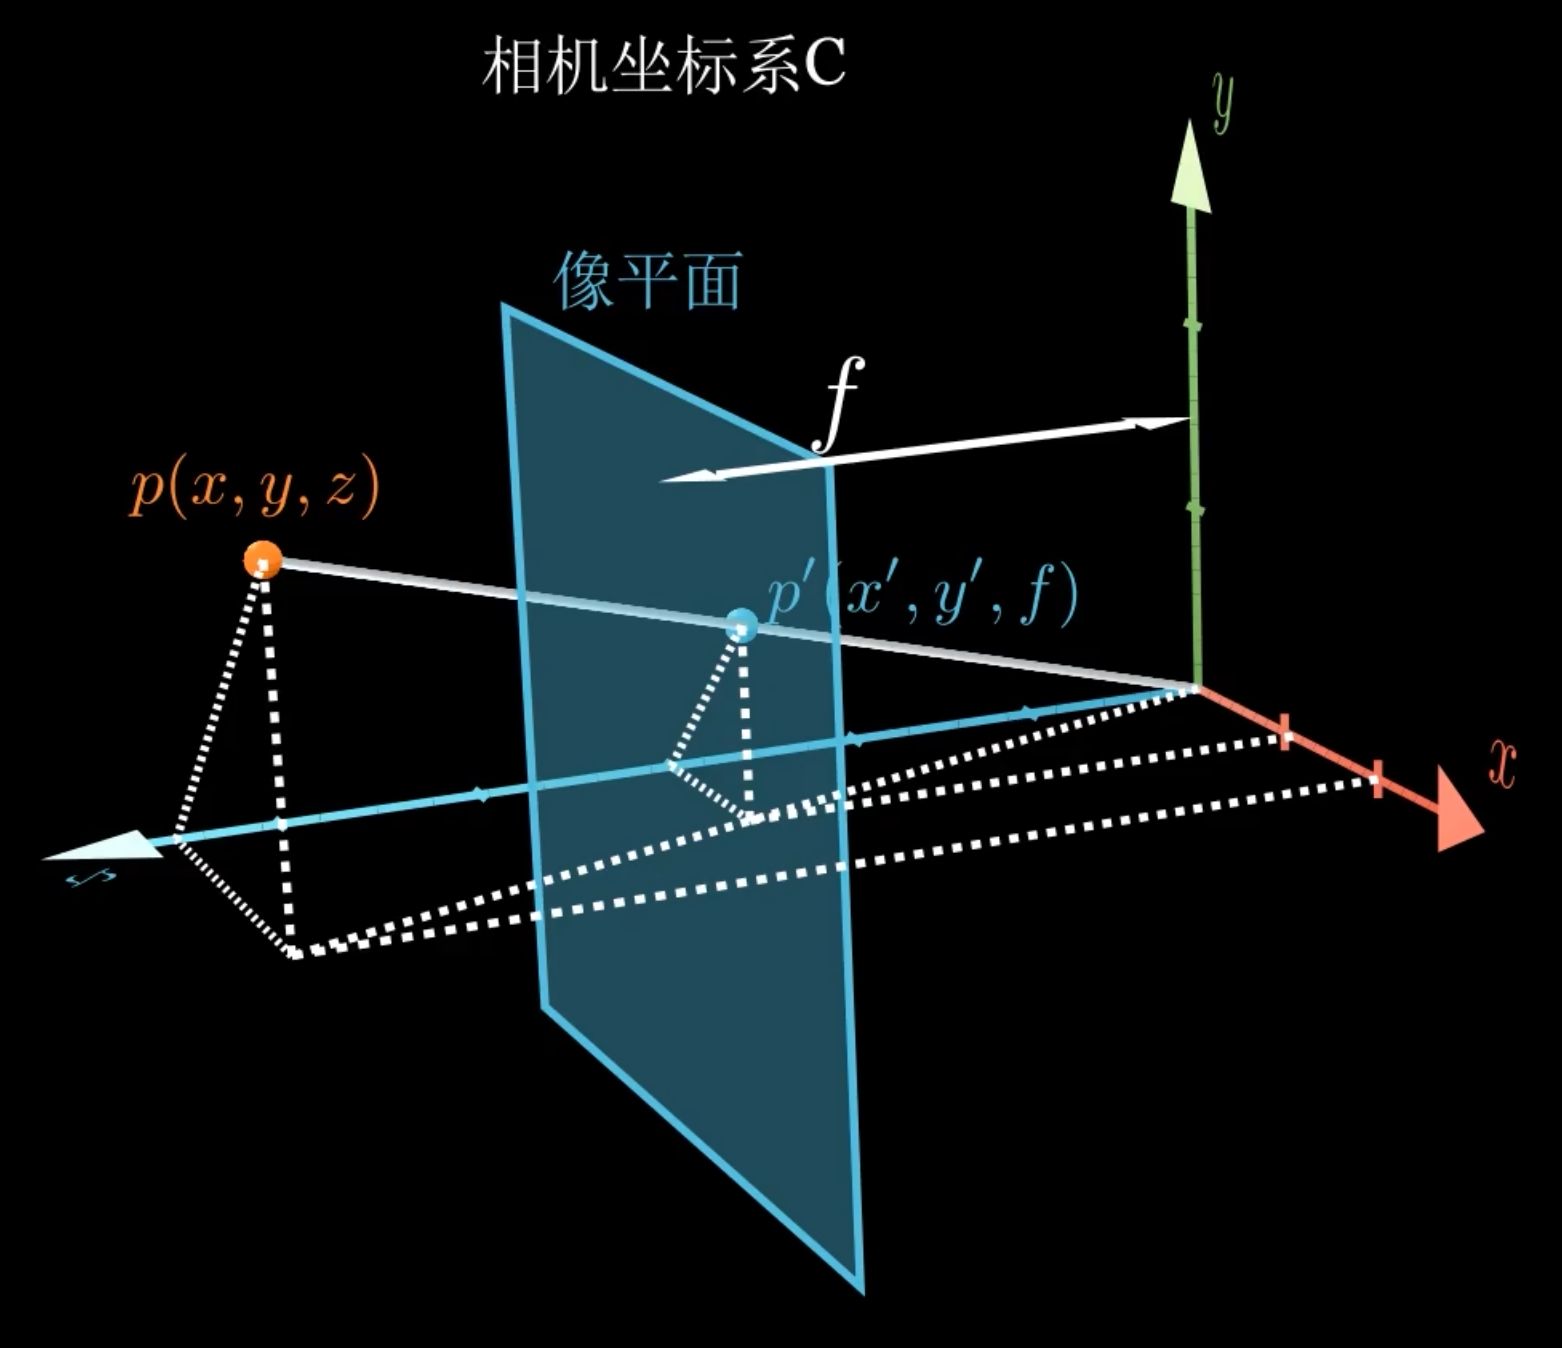 相机坐标系C
y
像平面
f
p(x, y, z)
p′(x′, y′, f)
x
z